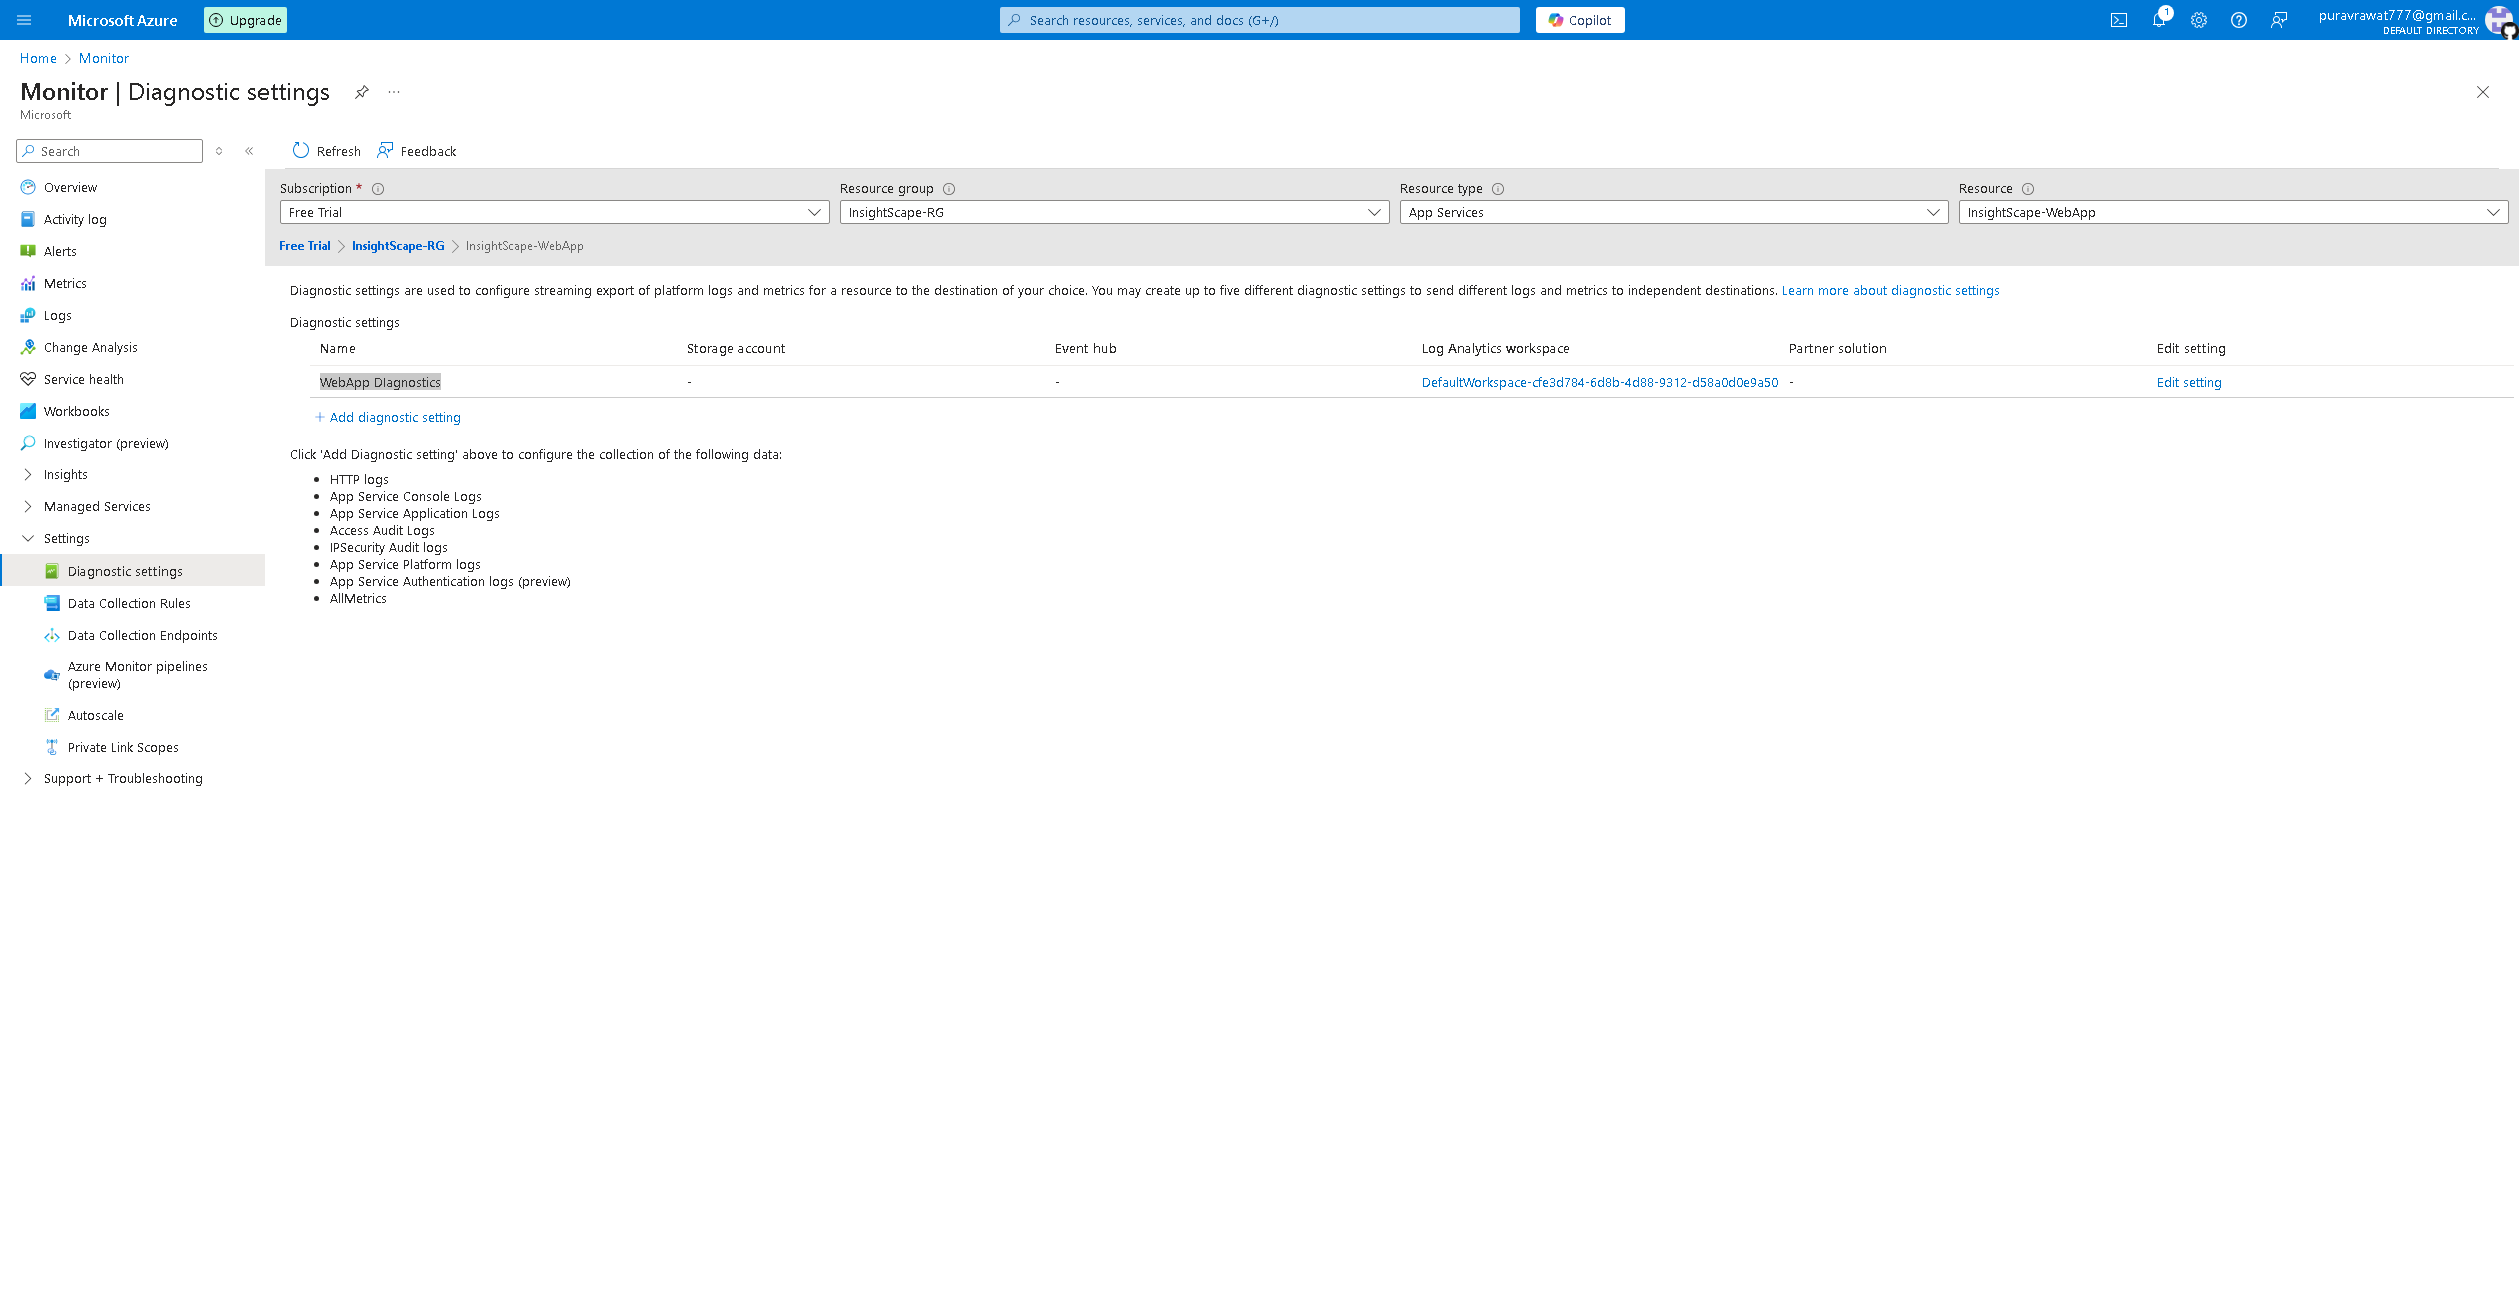 Microsoft Azure
Upgrade
Search resources, services, and docs (G+/)
Copilot
1
puravrawat777@gmail.c...
DEFAULT DIRECTORY
Home > Monitor
Monitor | Diagnostic settings
Microsoft
Search
Refresh
Feedback
Overview
Activity log
Alerts
Metrics
Logs
Change Analysis
Service health
Workbooks
Investigator (preview)
Insights
Managed Services
Settings
Diagnostic settings
Data Collection Rules
Data Collection Endpoints
Azure Monitor pipelines
(preview)
Autoscale
Private Link Scopes
Support + Troubleshooting
Subscription *
Resource group
Resource type
Resource
Free Trial
InsightScape-RG
App Services
InsightScape-WebApp
Free Trial > InsightScape-RG > InsightScape-WebApp
Diagnostic settings are used to configure streaming export of platform logs and metrics for a resource to the destination of your choice. You may create up to five different diagnostic settings to send different logs and metrics to independent destinations. Learn more about diagnostic settings
Diagnostic settings
Name Storage account Event hub Log Analytics workspace Partner solution Edit setting
WebApp DIagnostics - - DefaultWorkspace-cfe3d784-6d8b-4d88-9312-d58a0d0e9a50 - Edit setting
+ Add diagnostic setting
Click 'Add Diagnostic setting' above to configure the collection of the following data:
• HTTP logs
• App Service Console Logs
• App Service Application Logs
• Access Audit Logs
• IPSecurity Audit logs
• App Service Platform logs
• App Service Authentication logs (preview)
• AllMetrics